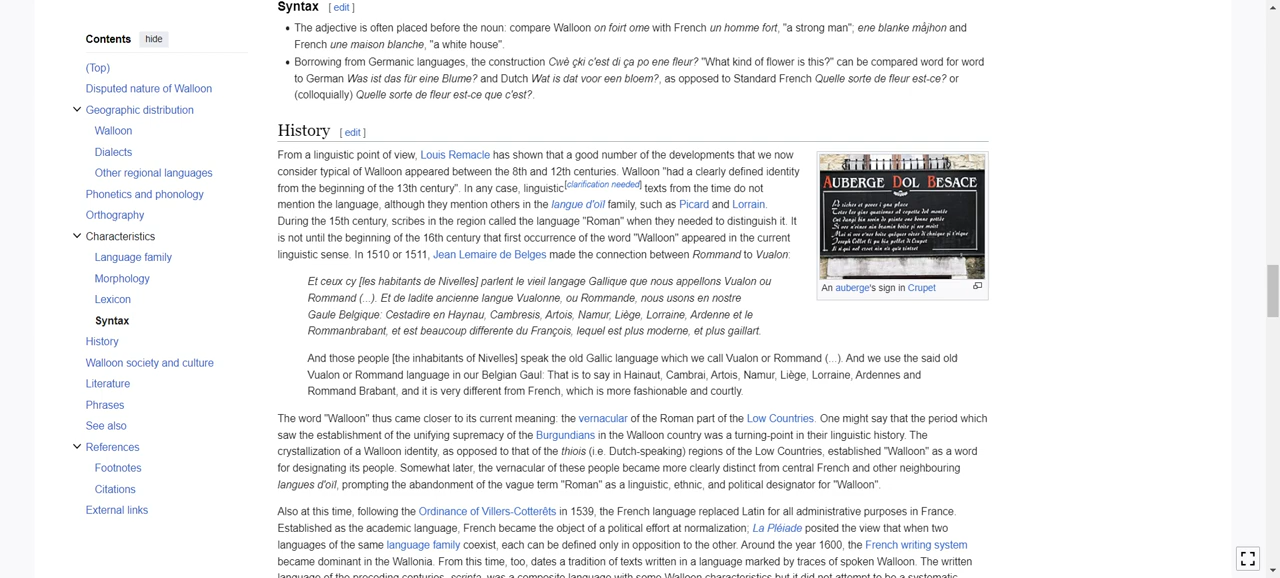 Contents hide
(Top)
Disputed nature of Walloon
Geographic distribution
Walloon
Dialects
Other regional languages
Phonetics and phonology
Orthography
Characteristics
Language family
Morphology
Lexicon
Syntax
History
Walloon society and culture
Literature
Phrases
See also
References
Footnotes
Citations
External links
Syntax [ edit ]
• The adjective is often placed before the noun: compare Walloon on foirt ome with French un homme fort, "a strong man"; ene blanke måjhon and
French une maison blanche, "a white house".
• Borrowing from Germanic languages, the construction Cwè çki c'est di ça po ene fleur? "What kind of flower is this?" can be compared word for word
to German Was ist das für eine Blume? and Dutch Wat is dat voor een bloem?, as opposed to Standard French Quelle sorte de fleur est-ce? or
(colloquially) Quelle sorte de fleur est-ce que c'est?.
History [ edit ]
From a linguistic point of view, Louis Remacle has shown that a good number of the developments that we now
consider typical of Walloon appeared between the 8th and 12th centuries. Walloon "had a clearly defined identity
from the beginning of the 13th century". In any case, linguistic[clarification needed] texts from the time do not
mention the language, although they mention others in the langue d'oïl family, such as Picard and Lorrain.
During the 15th century, scribes in the region called the language "Roman" when they needed to distinguish it. It
is not until the beginning of the 16th century that first occurrence of the word "Walloon" appeared in the current
linguistic sense. In 1510 or 1511, Jean Lemaire de Belges made the connection between Rommand to Vualon:
Et ceux cy [les habitants de Nivelles] parlent le vieil langage Gallique que nous appellons Vualon ou
Rommand (...). Et de ladite ancienne langue Vualonne, ou Rommande, nous usons en nostre
Gaule Belgique: Cestadire en Haynau, Cambresis, Artois, Namur, Liège, Lorraine, Ardenne et le
Rommanbrabant, et est beaucoup differente du François, lequel est plus moderne, et plus gaillart.
And those people [the inhabitants of Nivelles] speak the old Gallic language which we call Vualon or Rommand (...). And we use the said old
Vualon or Rommand language in our Belgian Gaul: That is to say in Hainaut, Cambrai, Artois, Namur, Liège, Lorraine, Ardennes and
Rommand Brabant, and it is very different from French, which is more fashionable and courtly.
AUBERGE DOL BESACE
An auberge's sign in Crupet
The word "Walloon" thus came closer to its current meaning: the vernacular of the Roman part of the Low Countries. One might say that the period which
saw the establishment of the unifying supremacy of the Burgundians in the Walloon country was a turning-point in their linguistic history. The
crystallization of a Walloon identity, as opposed to that of the thiois (i.e. Dutch-speaking) regions of the Low Countries, established "Walloon" as a word
for designating its people. Somewhat later, the vernacular of these people became more clearly distinct from central French and other neighbouring
langues d'oïl, prompting the abandonment of the vague term "Roman" as a linguistic, ethnic, and political designator for "Walloon".
Also at this time, following the Ordinance of Villers-Cotterêts in 1539, the French language replaced Latin for all administrative purposes in France.
Established as the academic language, French became the object of a political effort at normalization; La Pléiade posited the view that when two
languages of the same language family coexist, each can be defined only in opposition to the other. Around the year 1600, the French writing system
became dominant in the Wallonia. From this time, too, dates a tradition of texts written in a language marked by traces of spoken Walloon. The written
language of the preceding centuries, scripta, was a composite language with some Walloon characteristics but it did not attempt to be a systematic